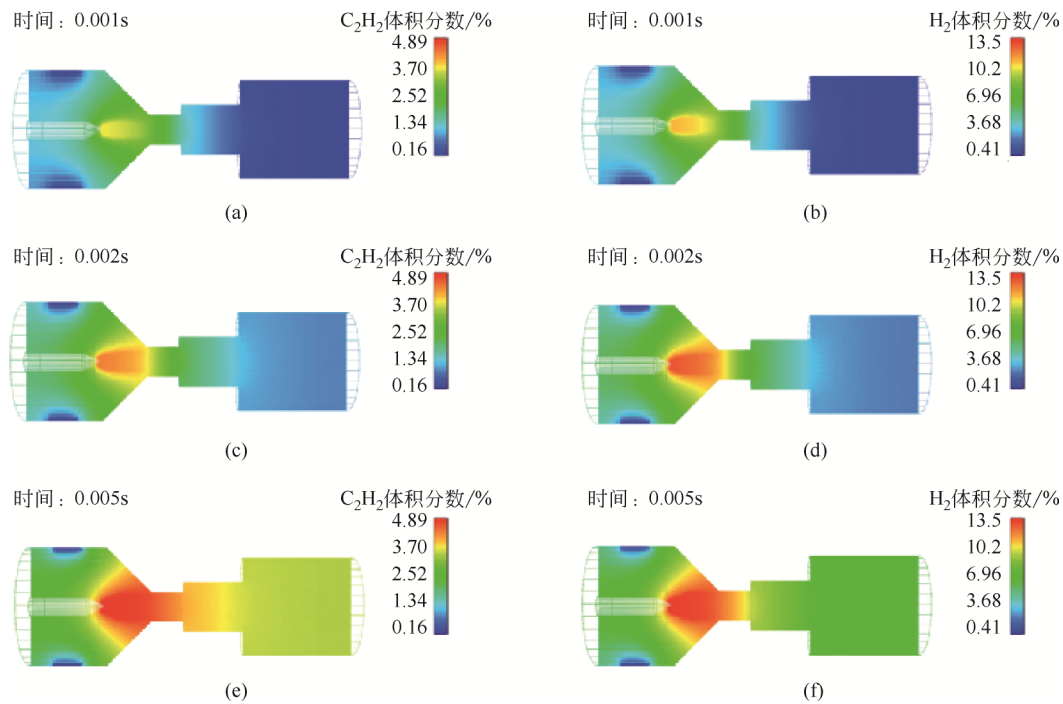 时间：0.001s
C₂H₂体积分数/%
4.89
3.70
2.52
1.34
0.16
(a)
时间：0.001s
H₂体积分数/%
13.5
10.2
6.96
3.68
0.41
(b)
时间：0.002s
C₂H₂体积分数/%
4.89
3.70
2.52
1.34
0.16
(c)
时间：0.002s
H₂体积分数/%
13.5
10.2
6.96
3.68
0.41
(d)
时间：0.005s
C₂H₂体积分数/%
4.89
3.70
2.52
1.34
0.16
(e)
时间：0.005s
H₂体积分数/%
13.5
10.2
6.96
3.68
0.41
(f)